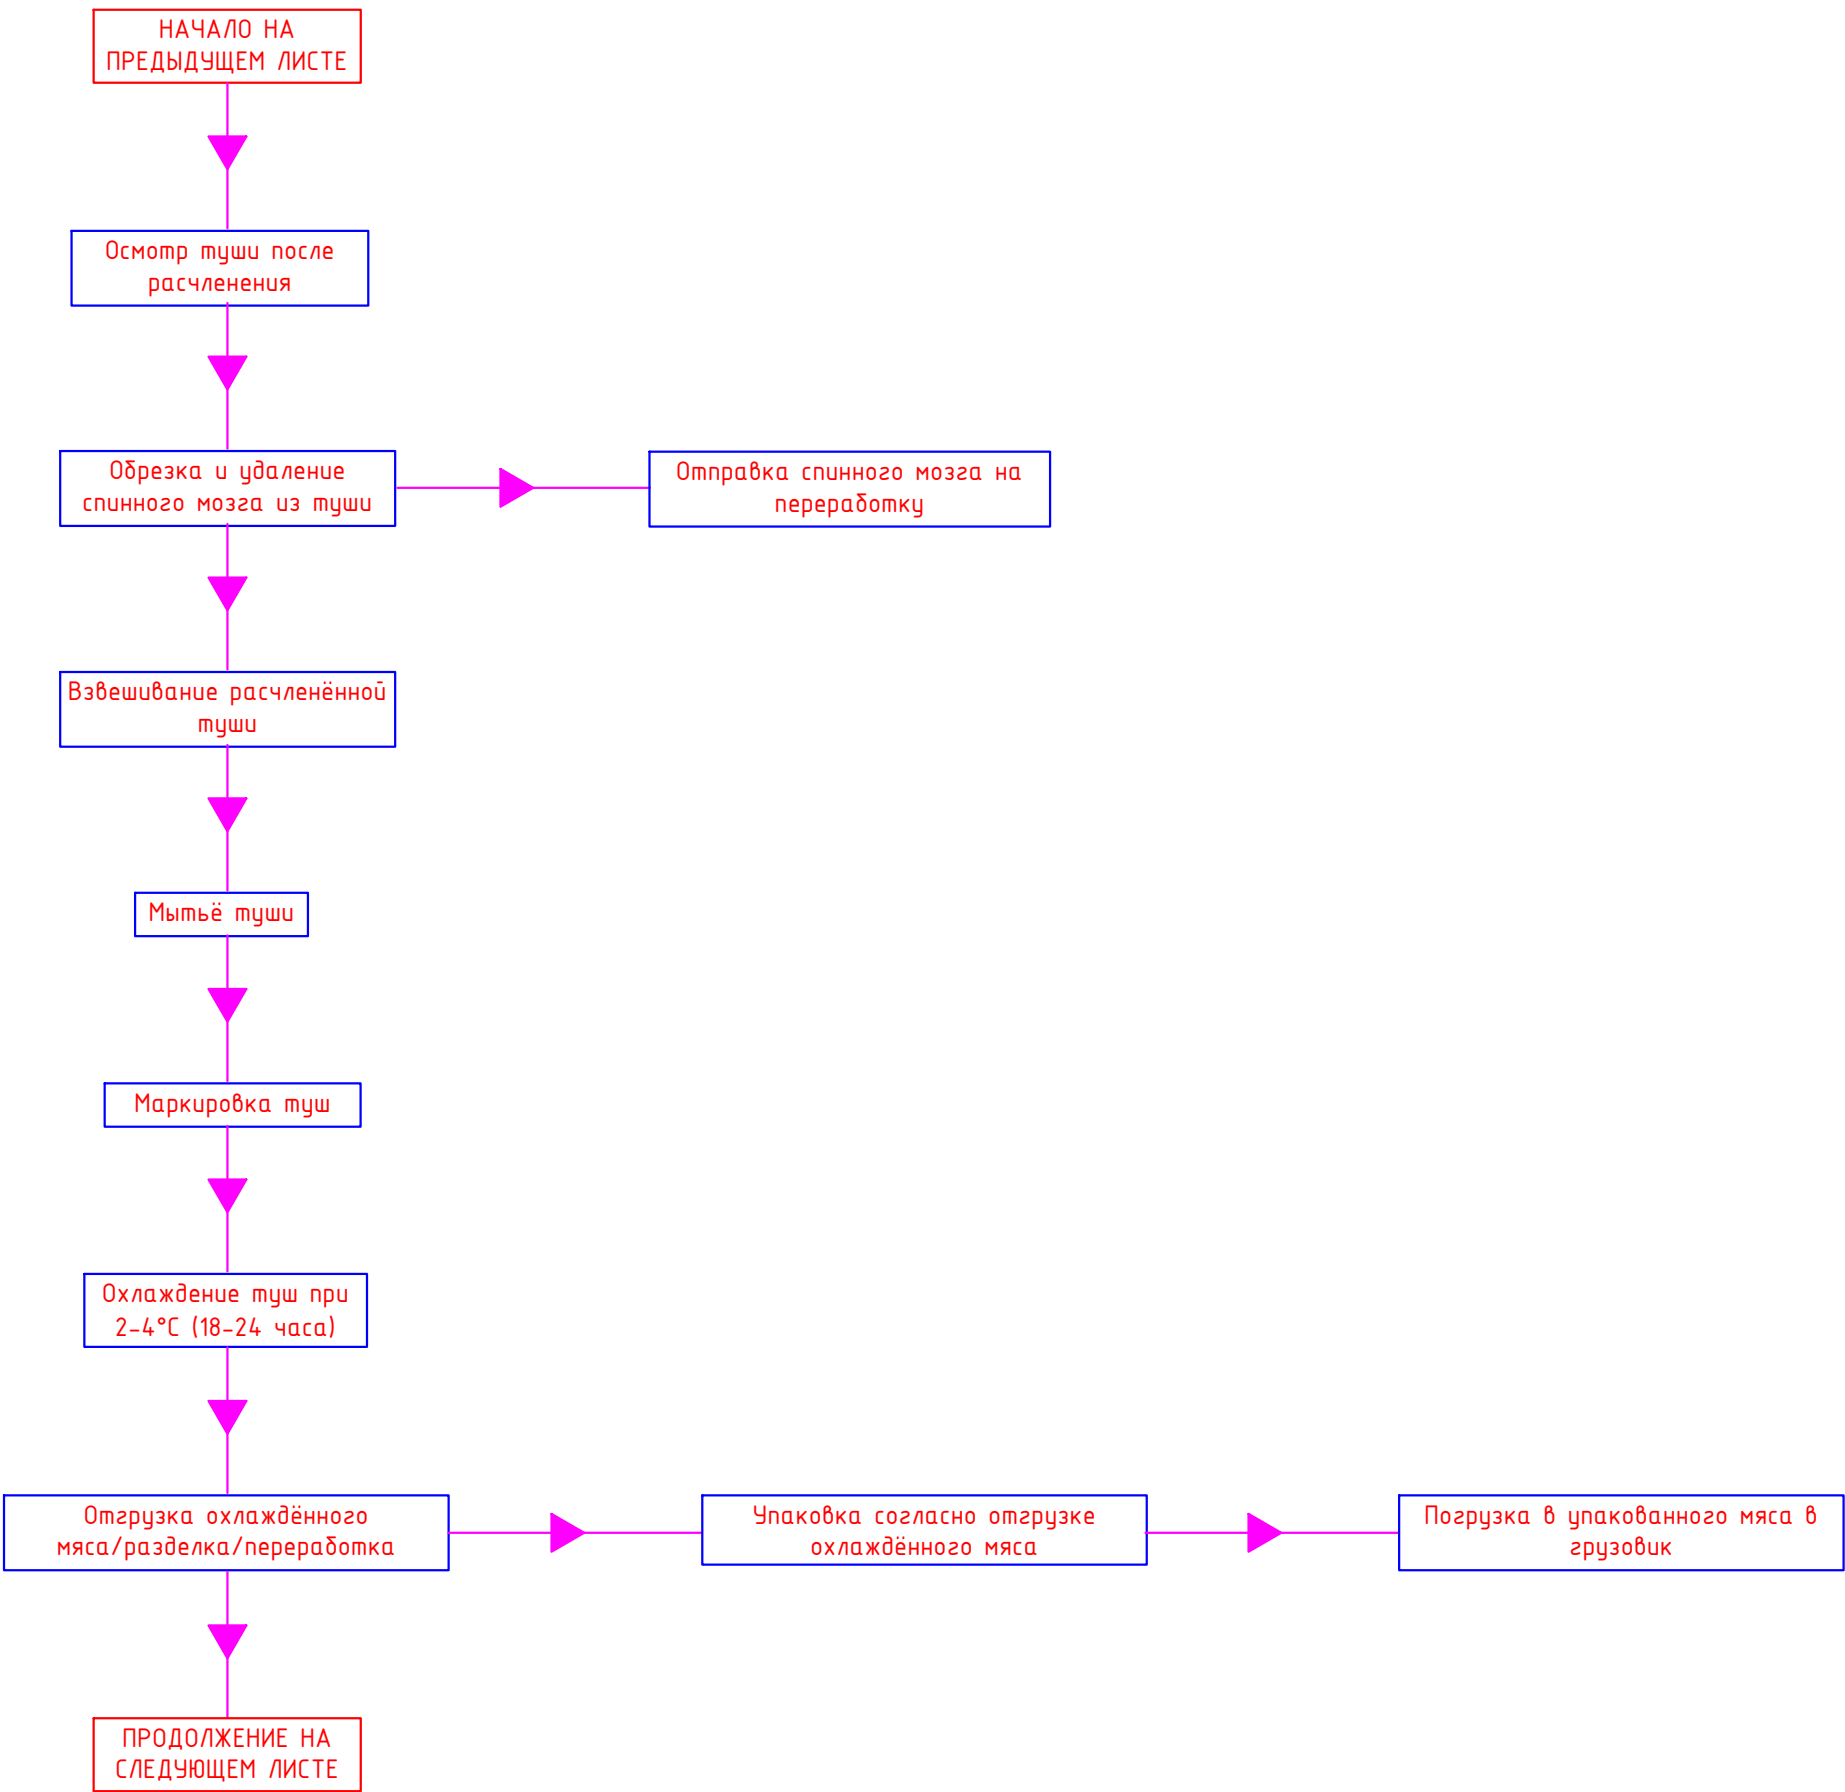 НАЧАЛО НА
ПРЕДЫДУЩЕМ ЛИСТЕ
Осмотр туши после
расчленения
Обрезка и удаление
спинного мозга из туши
Отправка спинного мозга на
переработку
Взвешивание расчленённой
туши
Мытьё туши
Маркировка туш
Охлаждение туш при
2-4°С (18-24 часа)
Отгрузка охлаждённого
мяса/разделка/переработка
Упаковка согласно отгрузке
охлаждённого мяса
Погрузка в упакованного мяса в
грузовик
ПРОДОЛЖЕНИЕ НА
СЛЕДУЮЩЕМ ЛИСТЕ